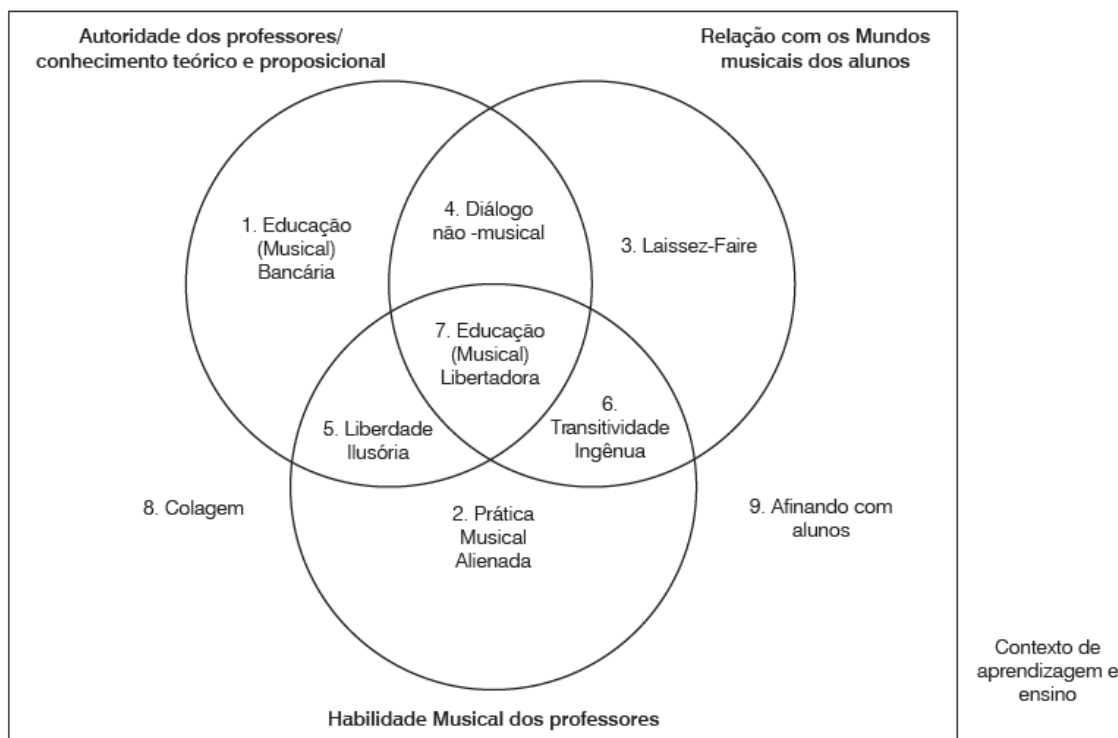 Autoridade dos professores/
conhecimento teórico e proposicional
Relação com os Mundos
musicais dos alunos
1. Educação
(Musical)
Bancária
4. Diálogo
não -musical
3. Laissez-Faire
7. Educação
(Musical)
Libertadora
5. Liberdade
Ilusória
6.
Transitividade
Ingênua
8. Colagem
2. Prática
Musical
Alienada
9. Afinando com
alunos
Habilidade Musical dos professores
Contexto de
aprendizagem e
ensino